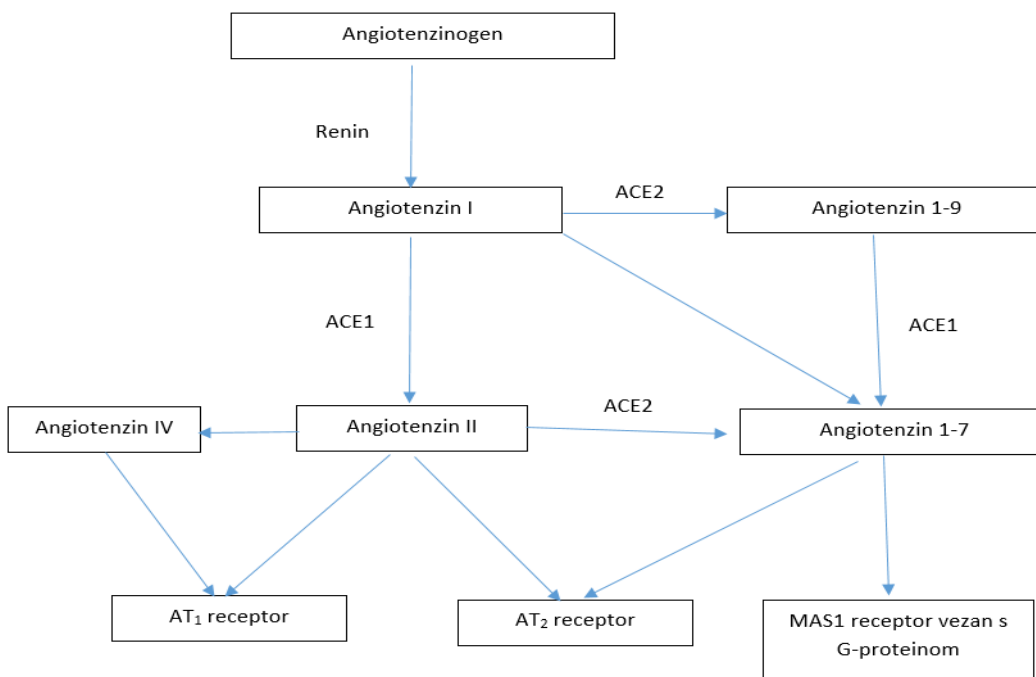 Angiotenzinogen
Renin
Angiotenzin I
ACE2
Angiotenzin 1-9
ACE1
ACE1
Angiotenzin IV
Angiotenzin II
ACE2
Angiotenzin 1-7
AT₁ receptor
AT₂ receptor
MAS1 receptor vezan s
G-proteinom